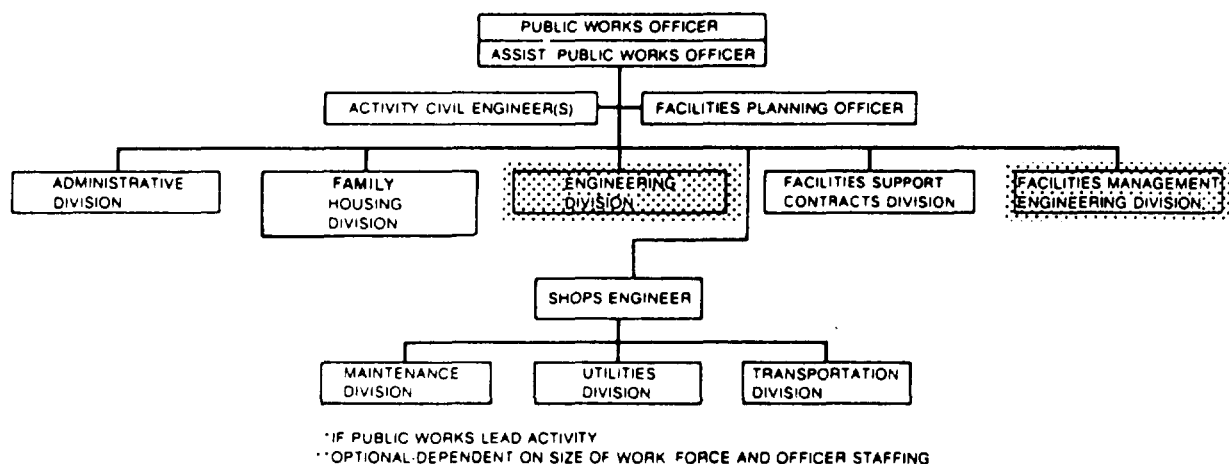 PUBLIC WORKS OFFICER
ASSIST PUBLIC WORKS OFFICER
ACTIVITY CIVIL ENGINEER(S)
FACILITIES PLANNING OFFICER
ADMINISTRATIVE
DIVISION
FAMILY
HOUSING
DIVISION
ENGINEERING
DIVISION
FACILITIES SUPPORT
CONTRACTS DIVISION
FACILITIES MANAGEMENT
ENGINEERING DIVISION
SHOPS ENGINEER
MAINTENANCE
DIVISION
UTILITIES
DIVISION
TRANSPORTATION
DIVISION
*IF PUBLIC WORKS LEAD ACTIVITY
**OPTIONAL-DEPENDENT ON SIZE OF WORK FORCE AND OFFICER STAFFING